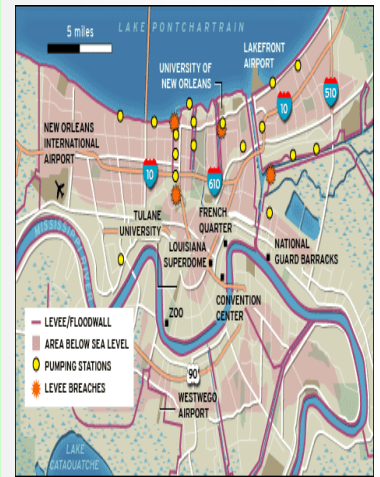 5 miles
LAKE PONTCHARTRAIN
LAKEFRONT
AIRPORT
UNIVERSITY OF
NEW ORLEANS
510
10
NEW ORLEANS
INTERNATIONAL
AIRPORT
10
610
TULANE
UNIVERSITY
FRENCH
QUARTER
MISSISSIPPI RIVER
LOUISIANA
SUPERDOME
NATIONAL
GUARD BARRACKS
CONVENTION
CENTER
ZOO
LEVEE/FLOODWALL
AREA BELOW SEA LEVEL
PUMPING STATIONS
LEVEE BREACHES
90
WESTWEGO
AIRPORT
LAKE
CATAOUATCHE